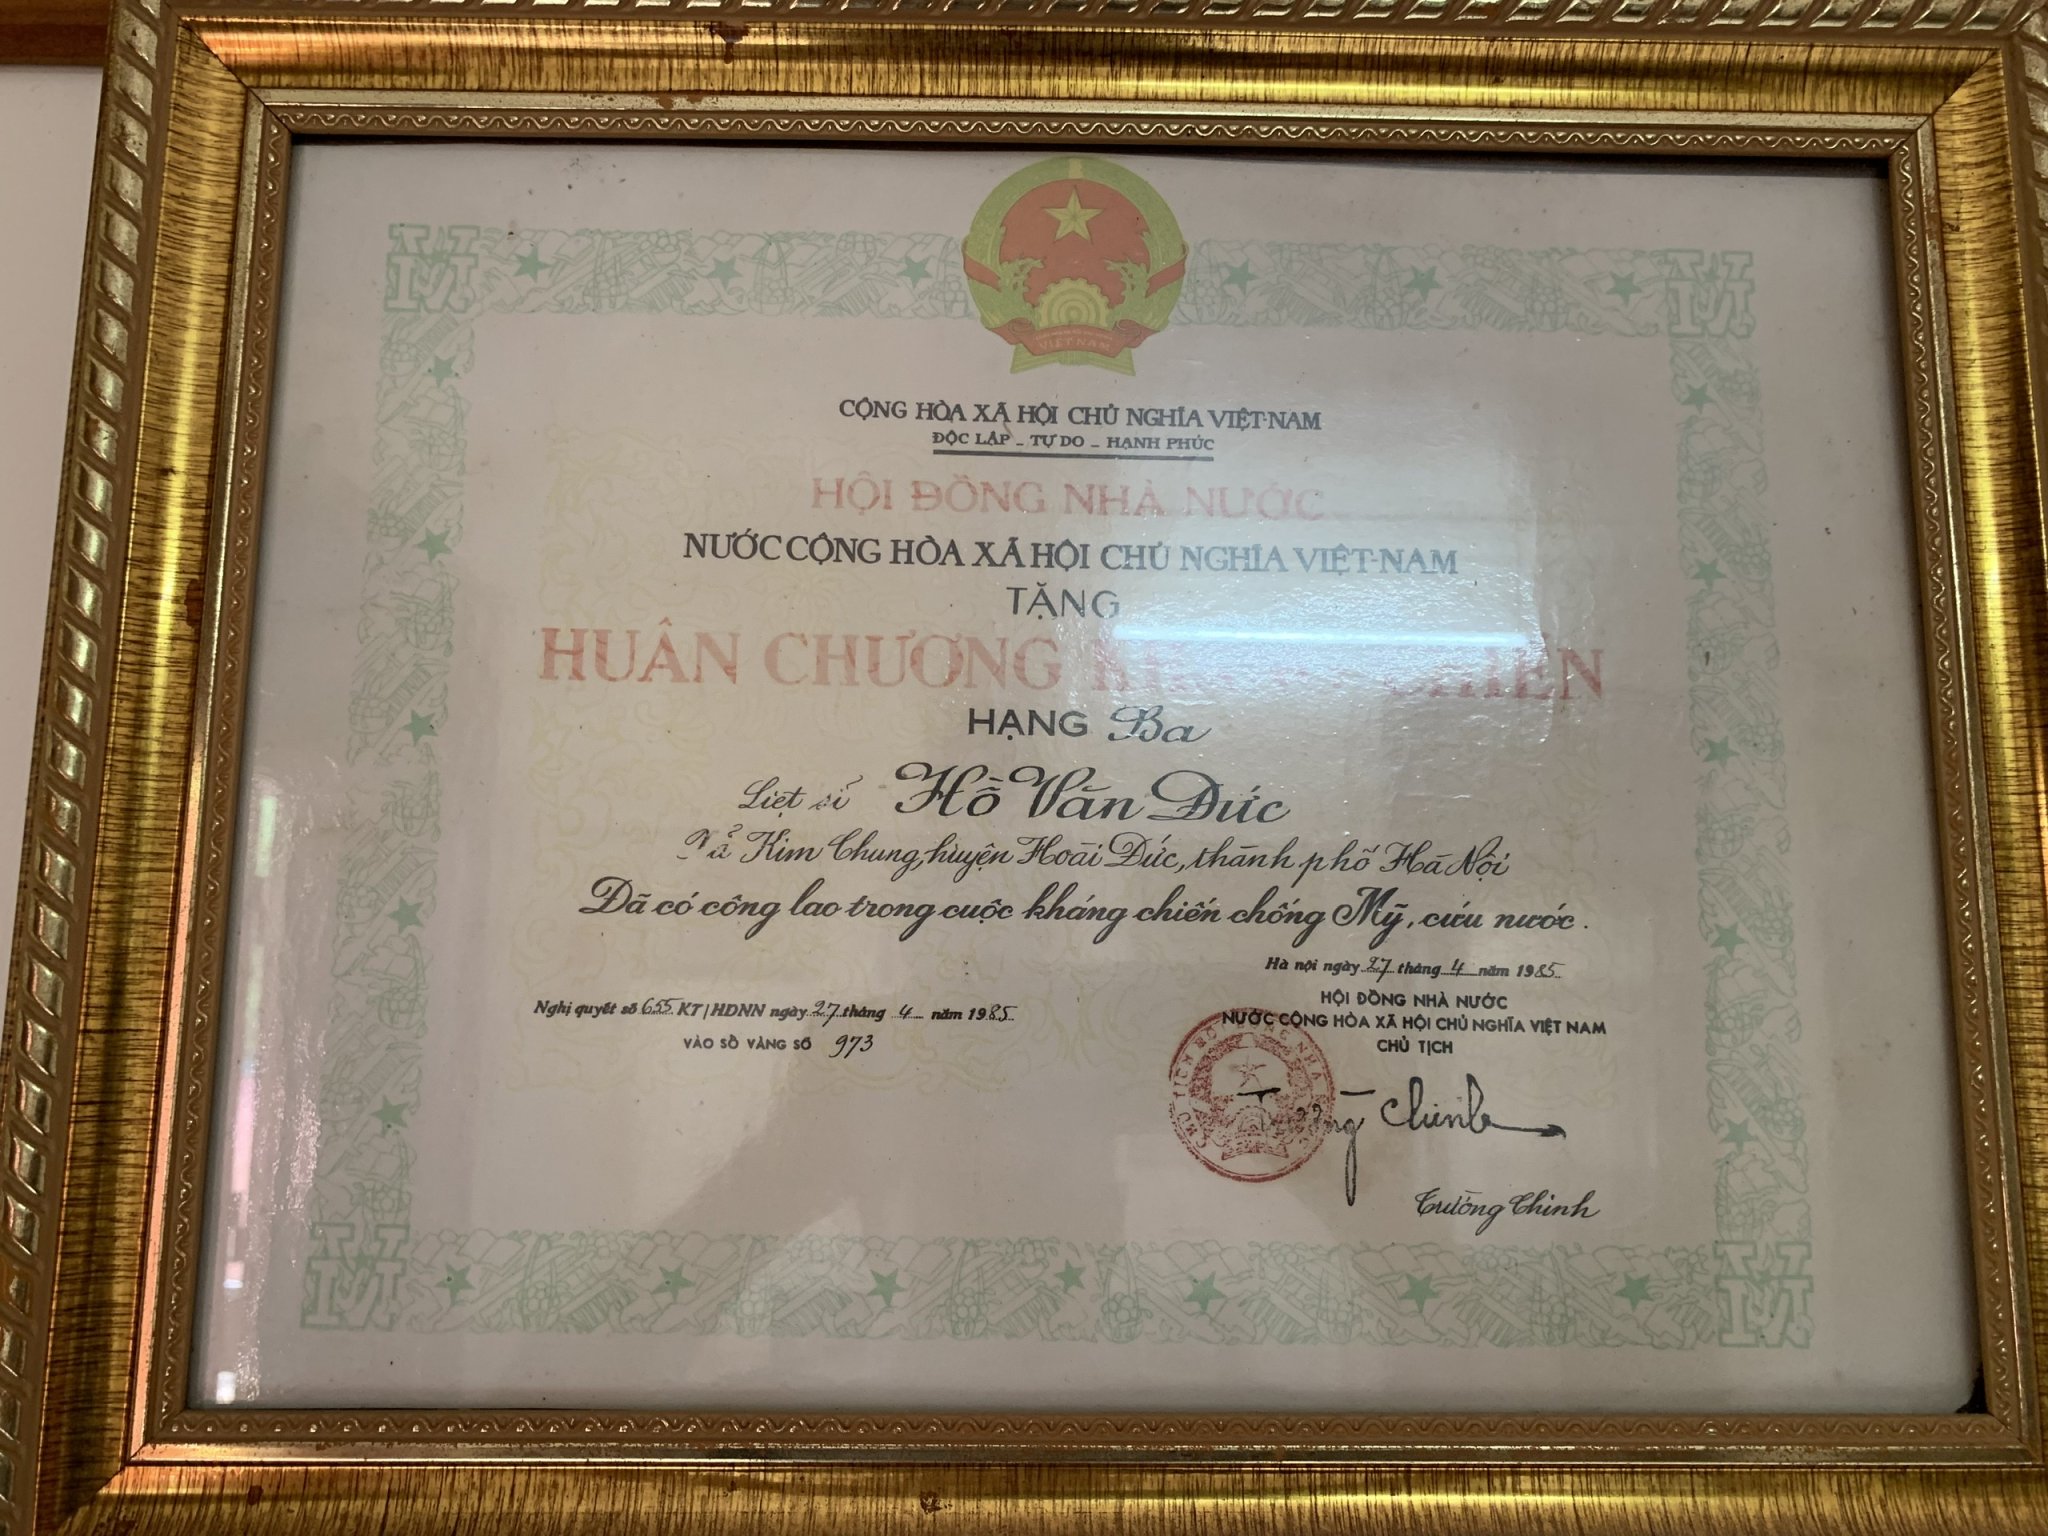 VIỆT NAM
CỘNG HÒA XÃ HỘI CHỦ NGHĨA VIỆT-NAM
ĐỘC LẬP - TỰ DO - HẠNH PHÚC
HỘI ĐỒNG NHÀ NƯỚC
NƯỚC CỘNG HÒA XÃ HỘI CHỦ NGHĨA VIỆT-NAM
TẶNG
HUÂN CHƯƠNG KHÁNG CHIẾN
HẠNG Ba
Liệt sĩ Hồ Văn Đức
Kim Chung, huyện Hoài Đức, thành phố Hà Nội
Đã có công lao trong cuộc kháng chiến chống Mỹ, cứu nước.
Hà nội ngày 27 tháng 4 năm 1985
Nghị quyết số 655 KT/HĐNN ngày 27 tháng 4 năm 1985
VÀO SỔ VÀNG SỐ 973
HỘI ĐỒNG NHÀ NƯỚC
NƯỚC CỘNG HÒA XÃ HỘI CHỦ NGHĨA VIỆT NAM
CHỦ TỊCH
Trường Chinh